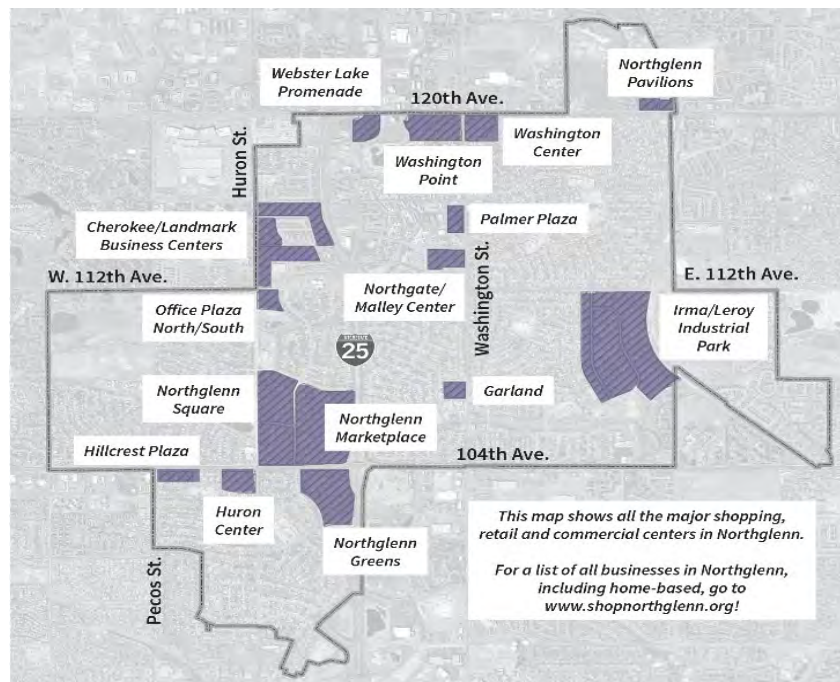 Northglenn
Pavilions
Webster Lake
Promenade
120th Ave.
Washington
Center
Washington
Point
Huron St.
Cherokee/Landmark
Business Centers
Palmer Plaza
W. 112th Ave.
E. 112th Ave.
Northgate/
Malley Center
Washington St.
Office Plaza
North/South
Irma/Leroy
Industrial
Park
25
Northglenn
Square
Garland
Northglenn
Marketplace
Hillcrest Plaza
104th Ave.
Huron
Center
Northglenn
Greens
Pecos St.
This map shows all the major shopping,
retail and commercial centers in Northglenn.
For a list of all businesses in Northglenn,
including home-based, go to
www.shopnorthglenn.org!